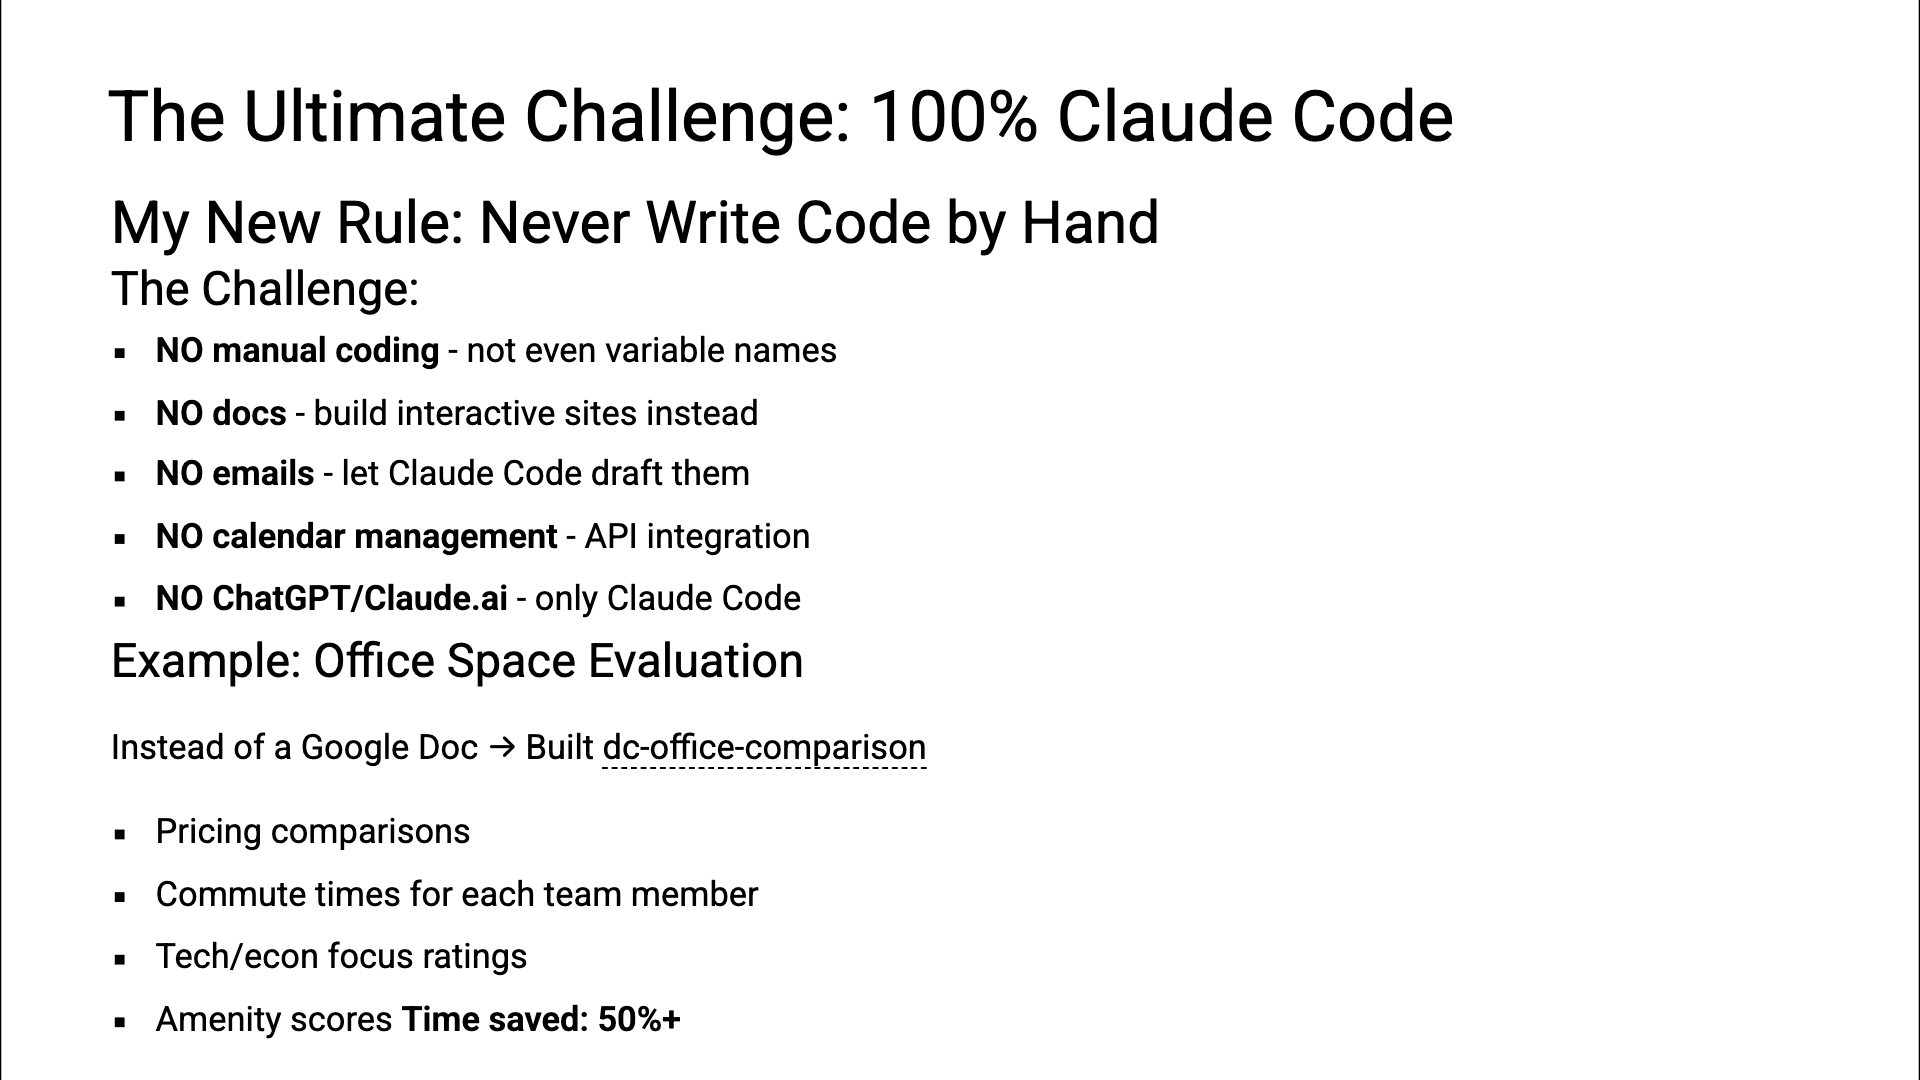 The Ultimate Challenge: 100% Claude Code
My New Rule: Never Write Code by Hand
The Challenge:
▪ NO manual coding - not even variable names
▪ NO docs - build interactive sites instead
▪ NO emails - let Claude Code draft them
▪ NO calendar management - API integration
▪ NO ChatGPT/Claude.ai - only Claude Code
Example: Office Space Evaluation
Instead of a Google Doc → Built dc-office-comparison
▪ Pricing comparisons
▪ Commute times for each team member
▪ Tech/econ focus ratings
▪ Amenity scores Time saved: 50%+